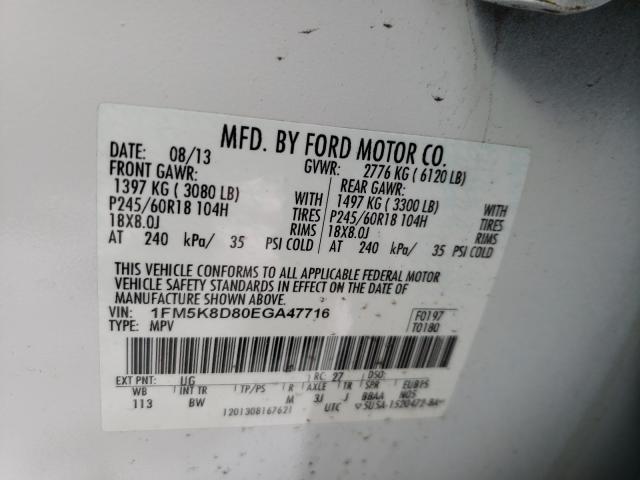 MFD. BY FORD MOTOR CO.
DATE: 08/13 GVWR: 2776 KG ( 6120 LB)
FRONT GAWR: REAR GAWR:
1397 KG ( 3080 LB) WITH 1497 KG ( 3300 LB) WITH
P245/60R18 104H TIRES P245/60R18 104H TIRES
18X8.0J RIMS 18X8.0J RIMS
AT 240 kPa/ 35 PSI COLD AT 240 kPa/ 35 PSI COLD
THIS VEHICLE CONFORMS TO ALL APPLICABLE FEDERAL MOTOR
VEHICLE SAFETY STANDARDS IN EFFECT ON THE DATE OF
MANUFACTURE SHOWN ABOVE.
VIN: 1FM5K8D80EGA47716 F0197
TYPE: MPV T0180
EXT PNT: UG RC: 27 DSO:
WB INT TR TP/PS R AXLE TR SPR
113 BW M 3J J BBAA
1201308167621 UTC